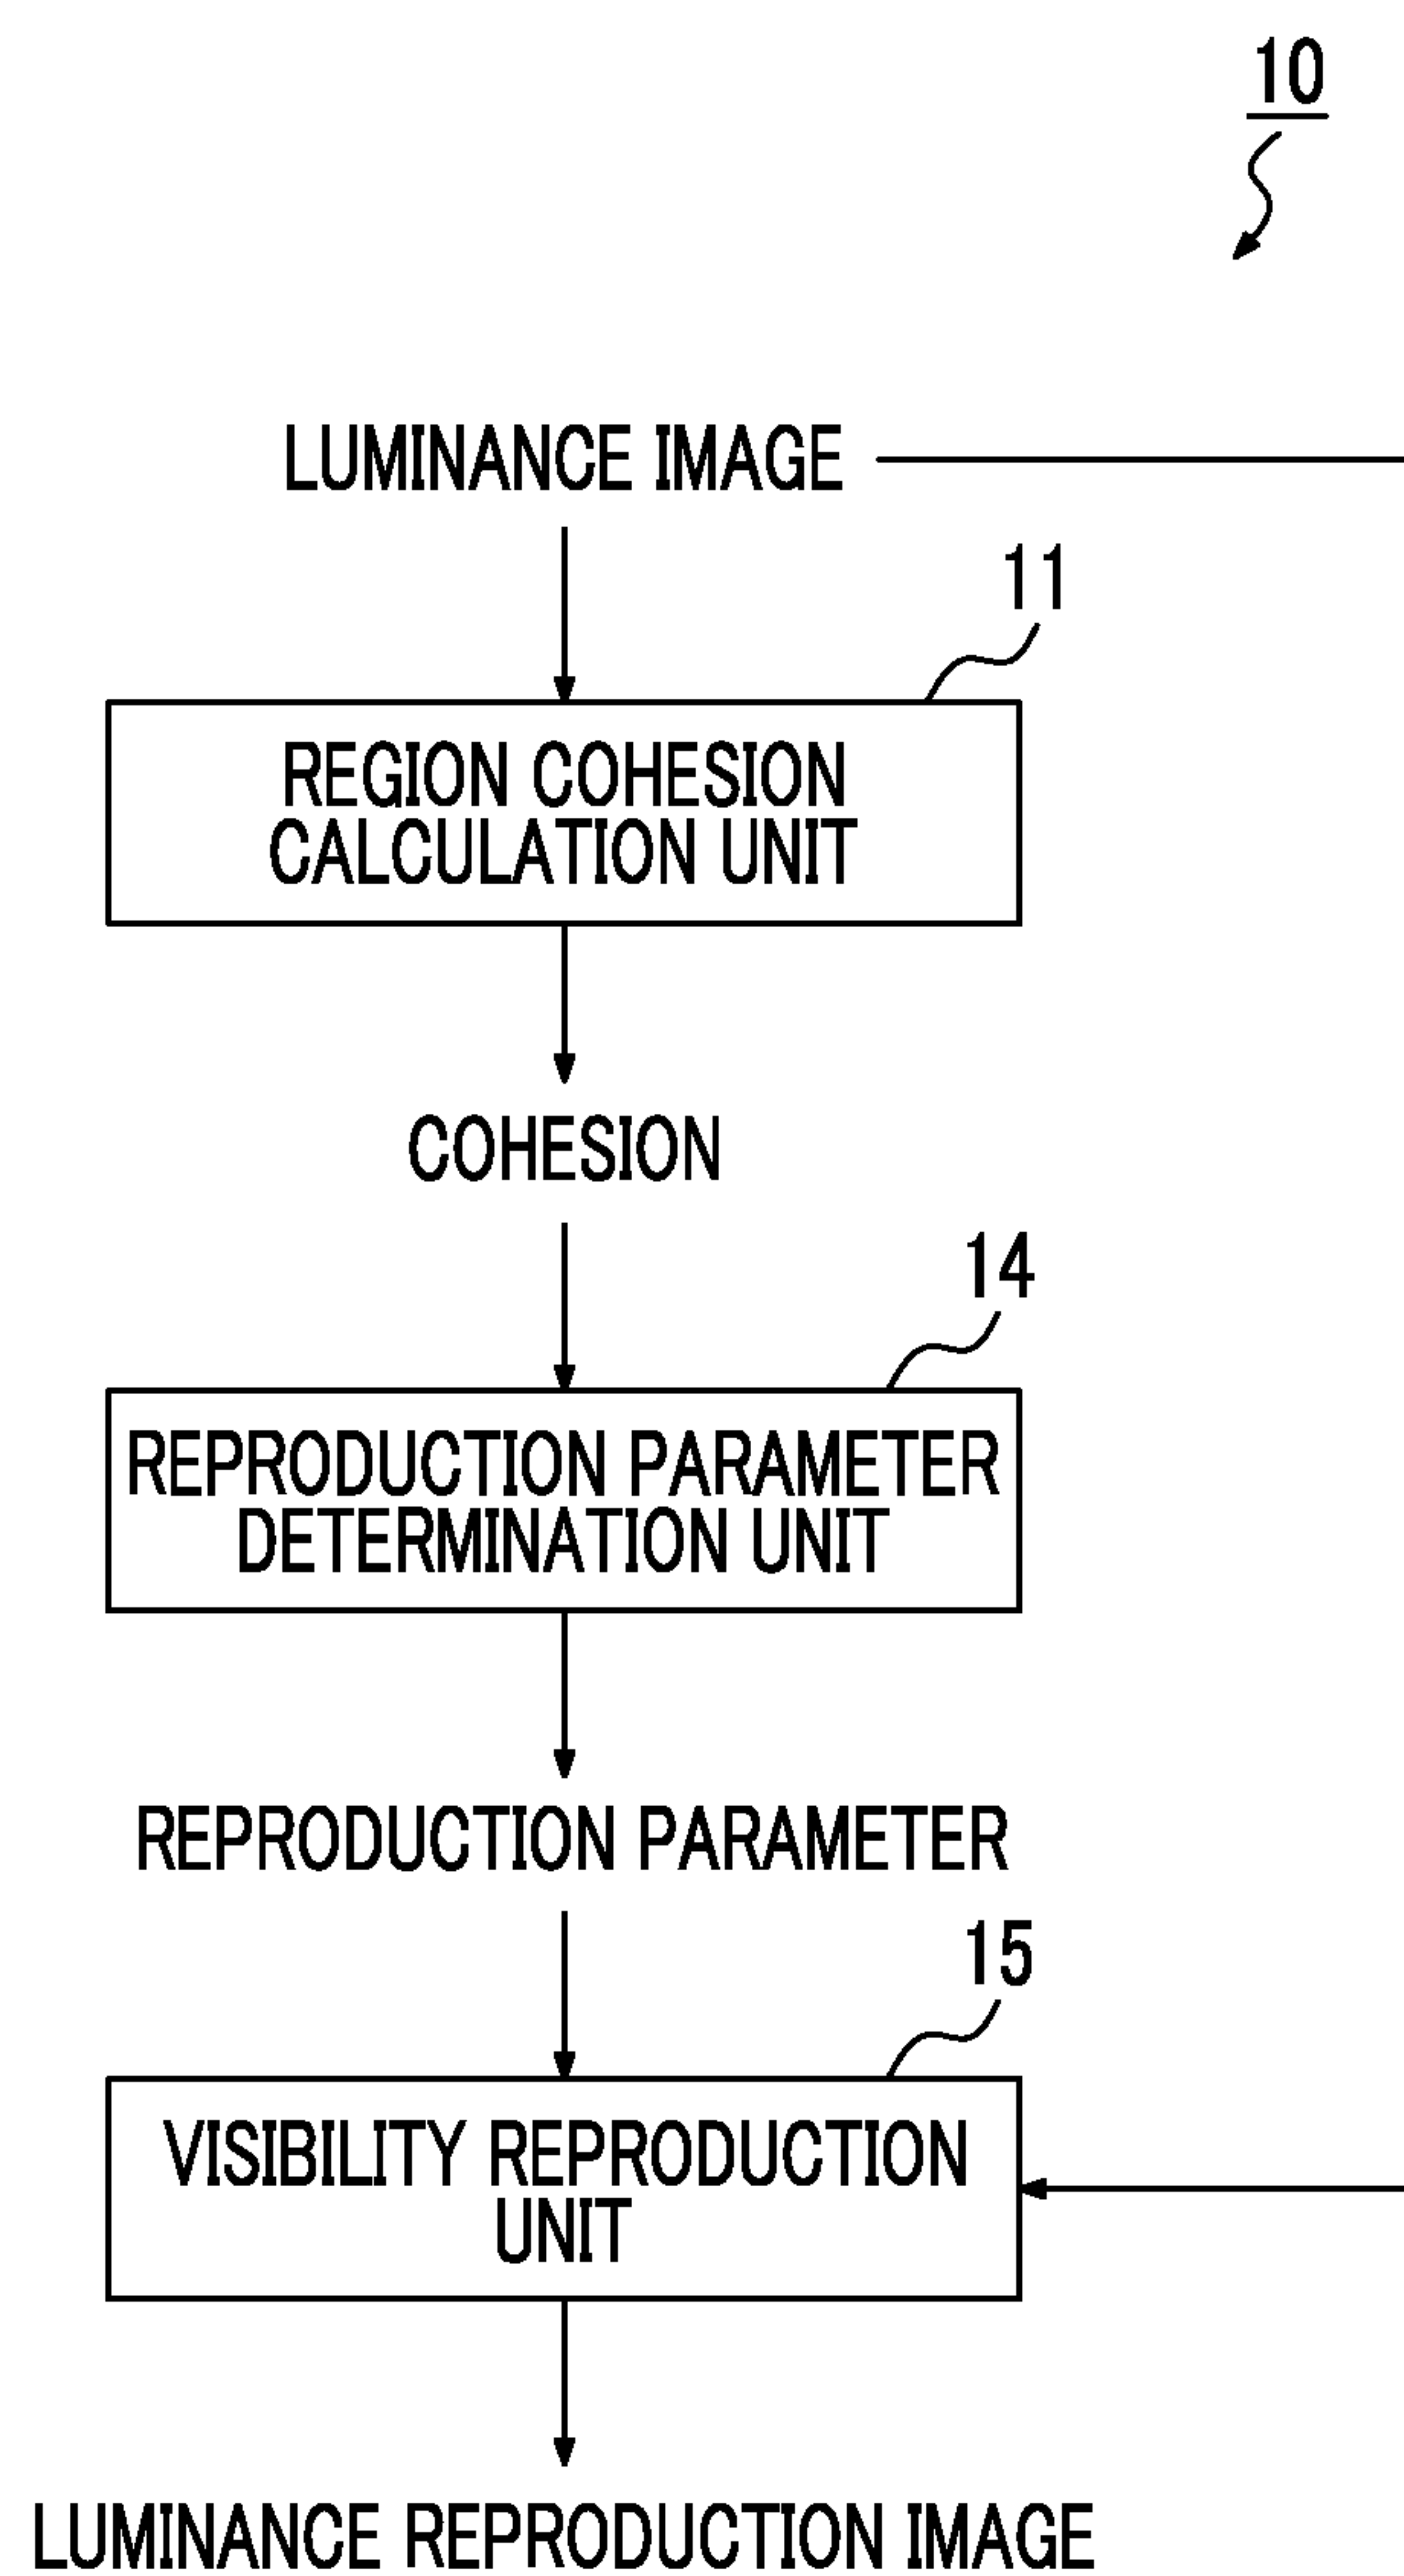 10
LUMINANCE IMAGE
11
REGION COHESION
CALCULATION UNIT
COHESION
14
REPRODUCTION PARAMETER
DETERMINATION UNIT
REPRODUCTION PARAMETER
15
VISIBILITY REPRODUCTION
UNIT
LUMINANCE REPRODUCTION IMAGE